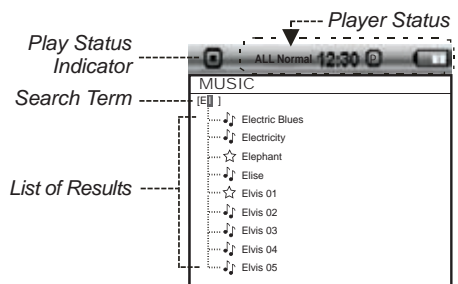 Player Status
Play Status
Indicator
ALL Normal 12:30 P
MUSIC
Search Term
[El ]
Electric Blues
Electricity
Elephant
List of Results
Elise
Elvis 01
Elvis 02
Elvis 03
Elvis 04
Elvis 05